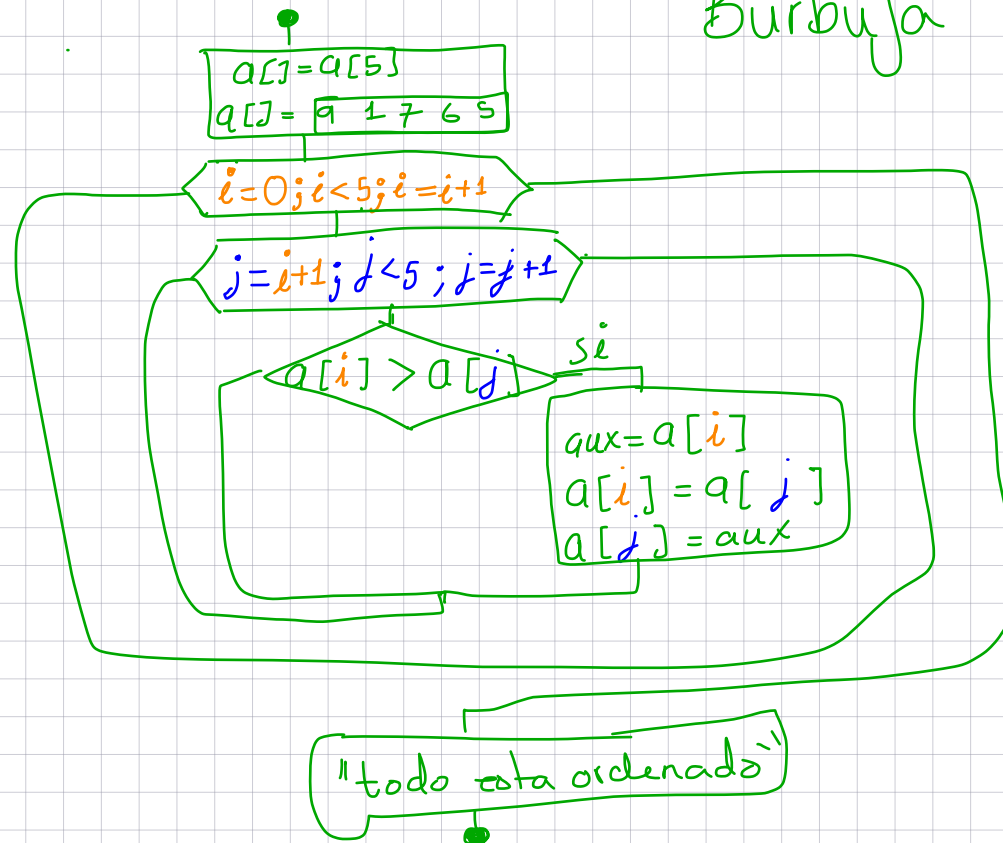 Burbuja
a[]=a[5]
a[]= 9 1 7 6 5
i=0;i<5;i=i+1
j=i+1;j<5;j=j+1
si
a[i]>a[j]
aux=a[i]
a[i]=a[j]
a[j]=aux
"todo esta ordenado"